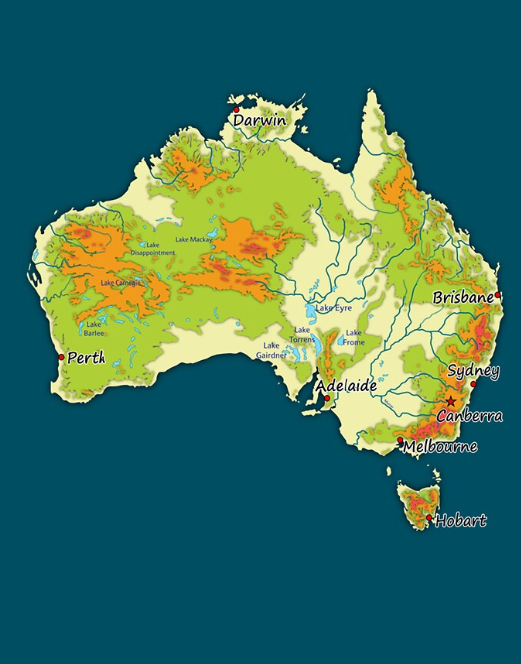 Darwin
Lake Mackay
Lake
Disappointment
Lake Carnegie
Lake
Barlee
Perth
Lake Eyre
Lake
Torrens
Lake
Frome
Lake
Gairdner
Adelaide
Brisbane
Sydney
Canberra
Melbourne
Hobart